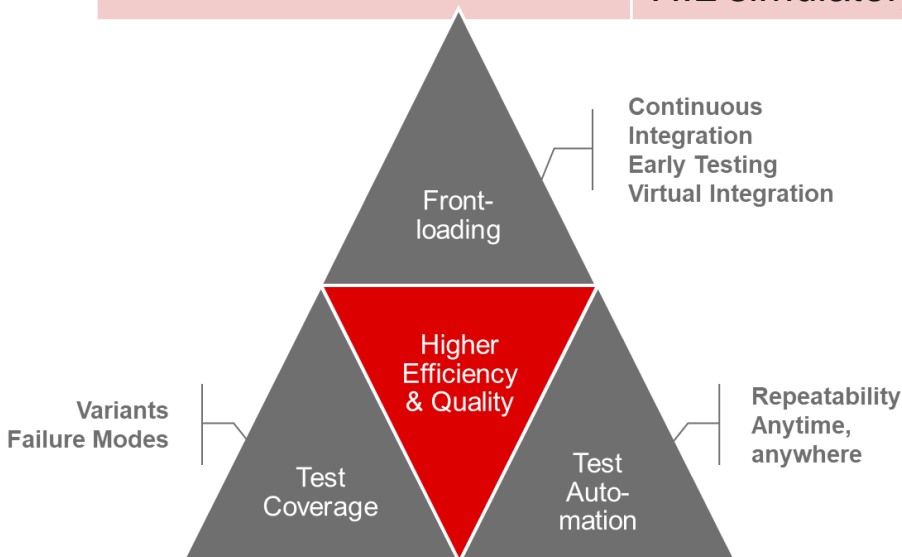 Continuous
Integration
Early Testing
Virtual Integration
Front-
loading
Higher
Efficiency
& Quality
Variants
Failure Modes
Repeatability
Anytime,
anywhere
Test
Coverage
Test
Auto-
mation